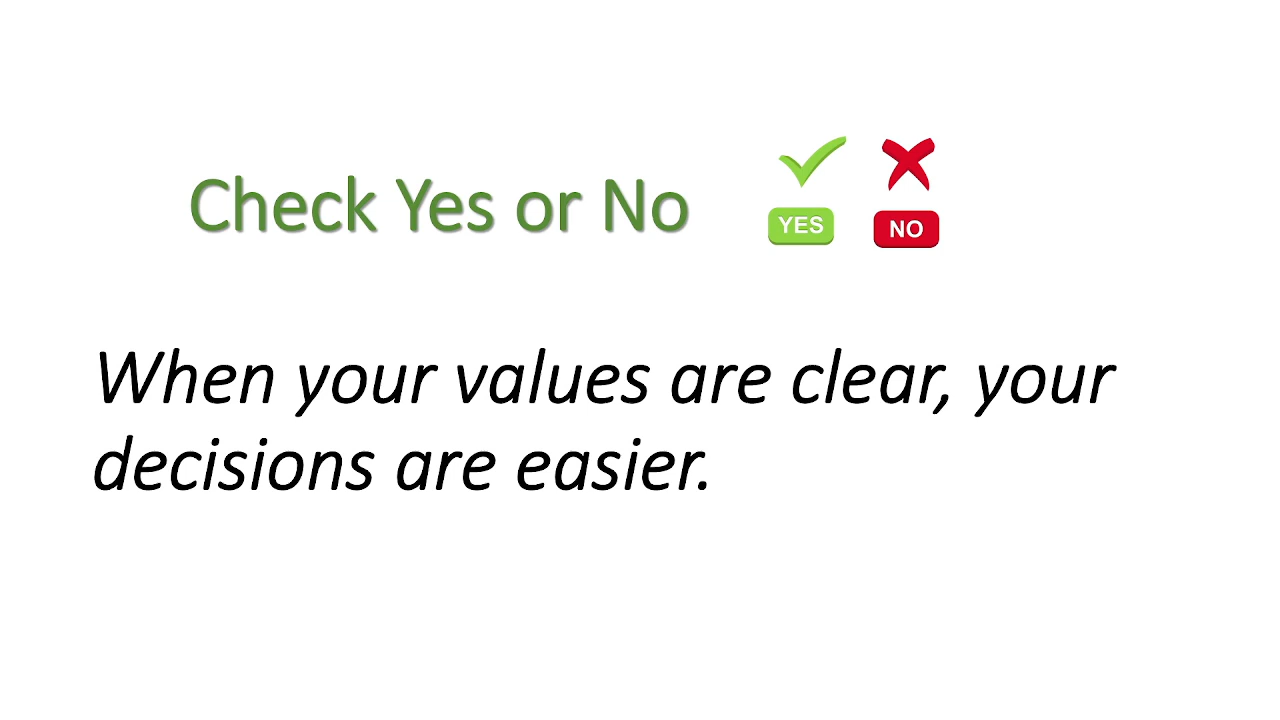 Check Yes or No
YES NO
When your values are clear, your
decisions are easier.